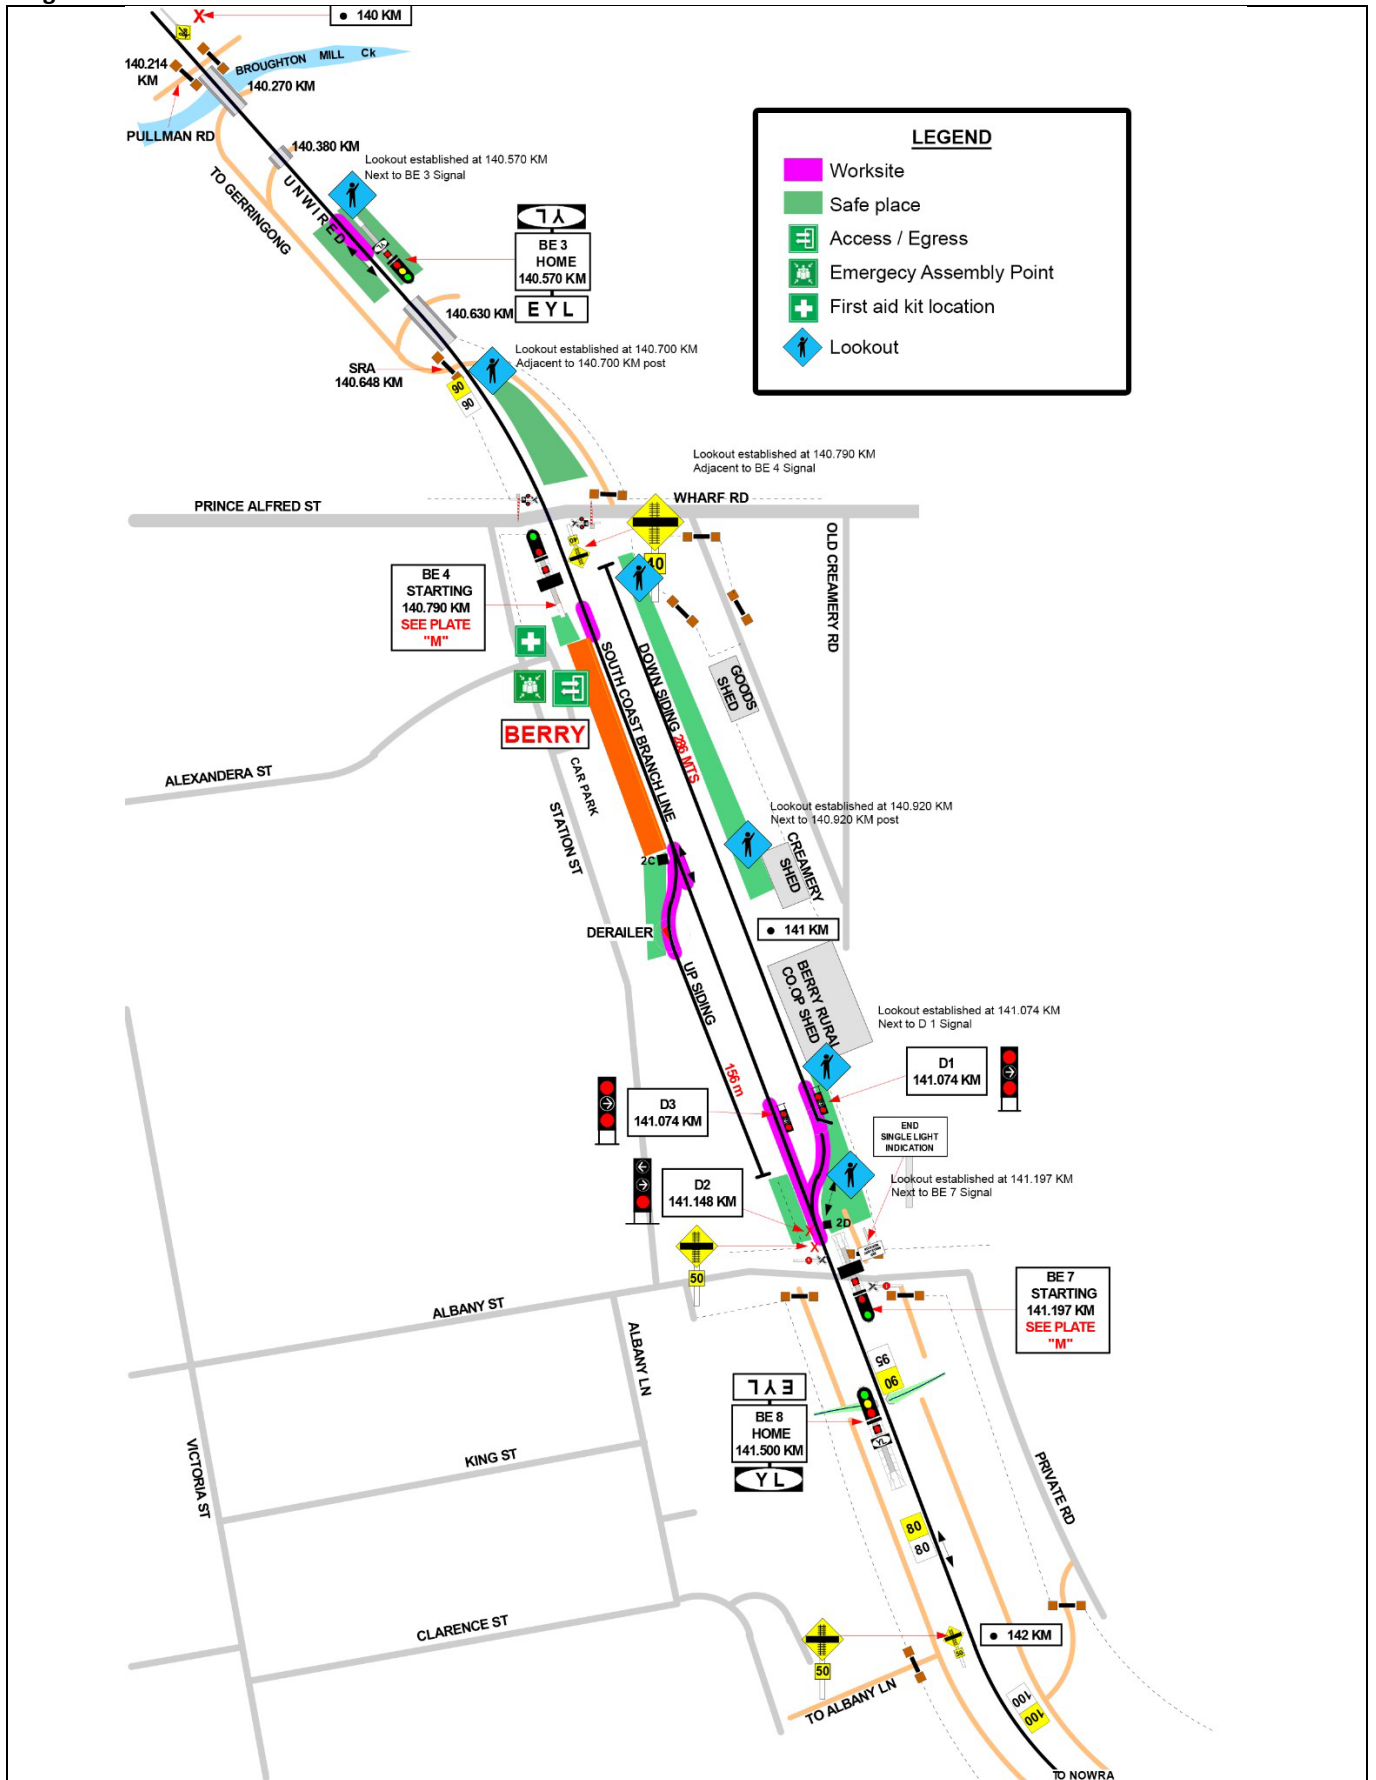 140 KM
BROUGHTON MILL Ck
140.214
KM
140.270 KM
PULLMAN RD
140.380 KM
Lookout established at 140.570 KM
Next to BE 3 Signal
TO GERRINGONG
UNWIRED
YL
BE 3
HOME
140.570 KM
EYL
140.630 KM
Lookout established at 140.700 KM
Adjacent to 140.700 KM post
SRA
140.648 KM
90
90
LEGEND
Worksite
Safe place
Access / Egress
Emergecy Assembly Point
First aid kit location
Lookout
Lookout established at 140.790 KM
Adjacent to BE 4 Signal
PRINCE ALFRED ST
WHARF RD
40
40
OLD CREAMERY RD
BE 4
STARTING
140.790 KM
SEE PLATE
"M"
SOUTH COAST BRANCH LINE
DOWN SIDING 286 MTS
GOODS
SHED
BERRY
CAR PARK
STATION ST
ALEXANDERA ST
Lookout established at 140.920 KM
Next to 140.920 KM post
CREAMERY
SHED
2C
DERAILER
141 KM
UP SIDING
156 m
BERRY RURAL
CO.OP SHED
Lookout established at 141.074 KM
Next to D 1 Signal
D1
141.074 KM
D3
141.074 KM
END
SINGLE LIGHT
INDICATION
D2
141.148 KM
Lookout established at 141.197 KM
Next to BE 7 Signal
2D
50
ALBANY ST
ALBANY LN
BE 7
STARTING
141.197 KM
SEE PLATE
"M"
95
90
EYL
BE 8
HOME
141.500 KM
YL
YL
VICTORIA ST
KING ST
PRIVATE RD
80
80
CLARENCE ST
142 KM
50
50
TO ALBANY LN
100
100
TO NOWRA